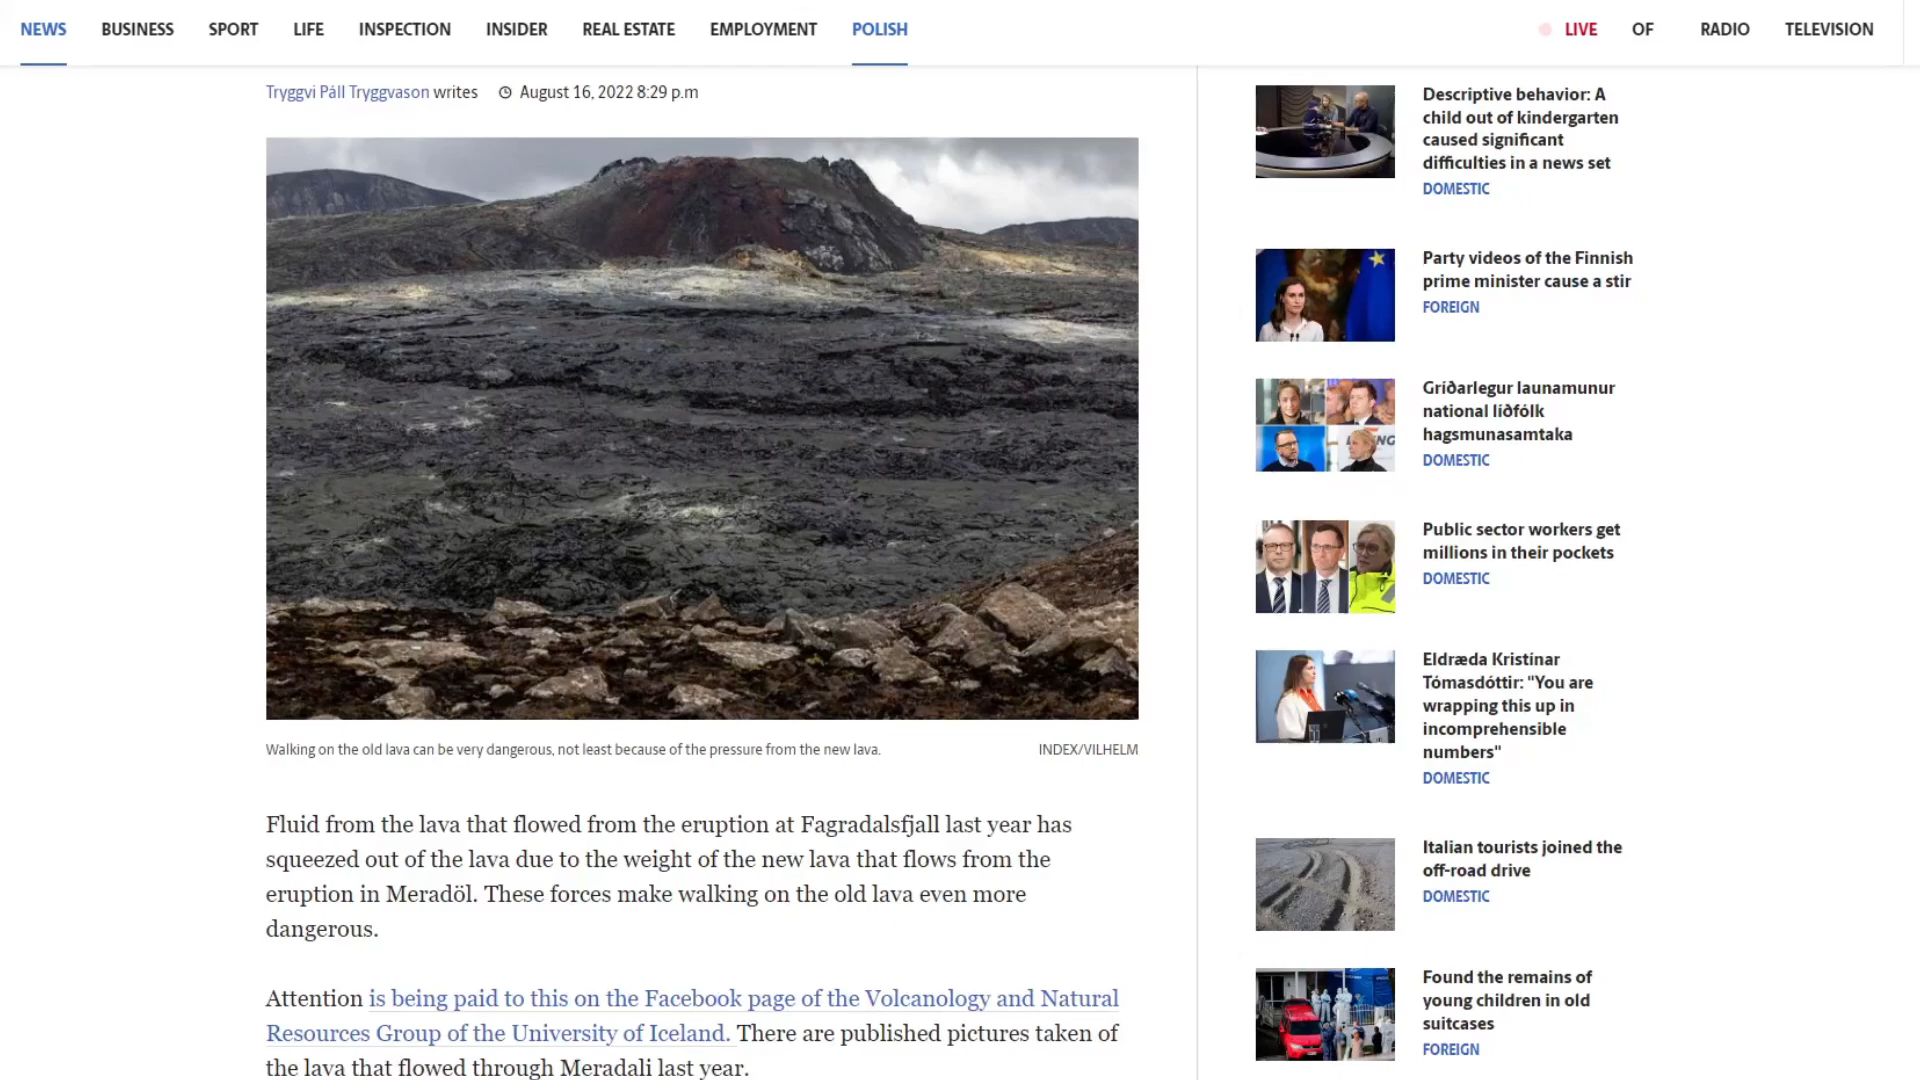 NEWS BUSINESS SPORT LIFE INSPECTION INSIDER REAL ESTATE EMPLOYMENT POLISH LIVE OF RADIO TELEVISION
Tryggvi Páll Tryggvason writes August 16, 2022 8:29 p.m
Walking on the old lava can be very dangerous, not least because of the pressure from the new lava. INDEX/VILHELM
Fluid from the lava that flowed from the eruption at Fagradalsfjall last year has
squeezed out of the lava due to the weight of the new lava that flows from the
eruption in Meradöl. These forces make walking on the old lava even more
dangerous.
Attention is being paid to this on the Facebook page of the Volcanology and Natural
Resources Group of the University of Iceland. There are published pictures taken of
the lava that flowed through Meradali last year.
Descriptive behavior: A
child out of kindergarten
caused significant
difficulties in a news set
DOMESTIC
Party videos of the Finnish
prime minister cause a stir
FOREIGN
Gríðarlegur launamunur
national líðfólk
hagsmunasamtaka
DOMESTIC
Public sector workers get
millions in their pockets
DOMESTIC
Eldræda Kristínar
Tómasdóttir: "You are
wrapping this up in
incomprehensible
numbers"
DOMESTIC
Italian tourists joined the
off-road drive
DOMESTIC
Found the remains of
young children in old
suitcases
FOREIGN